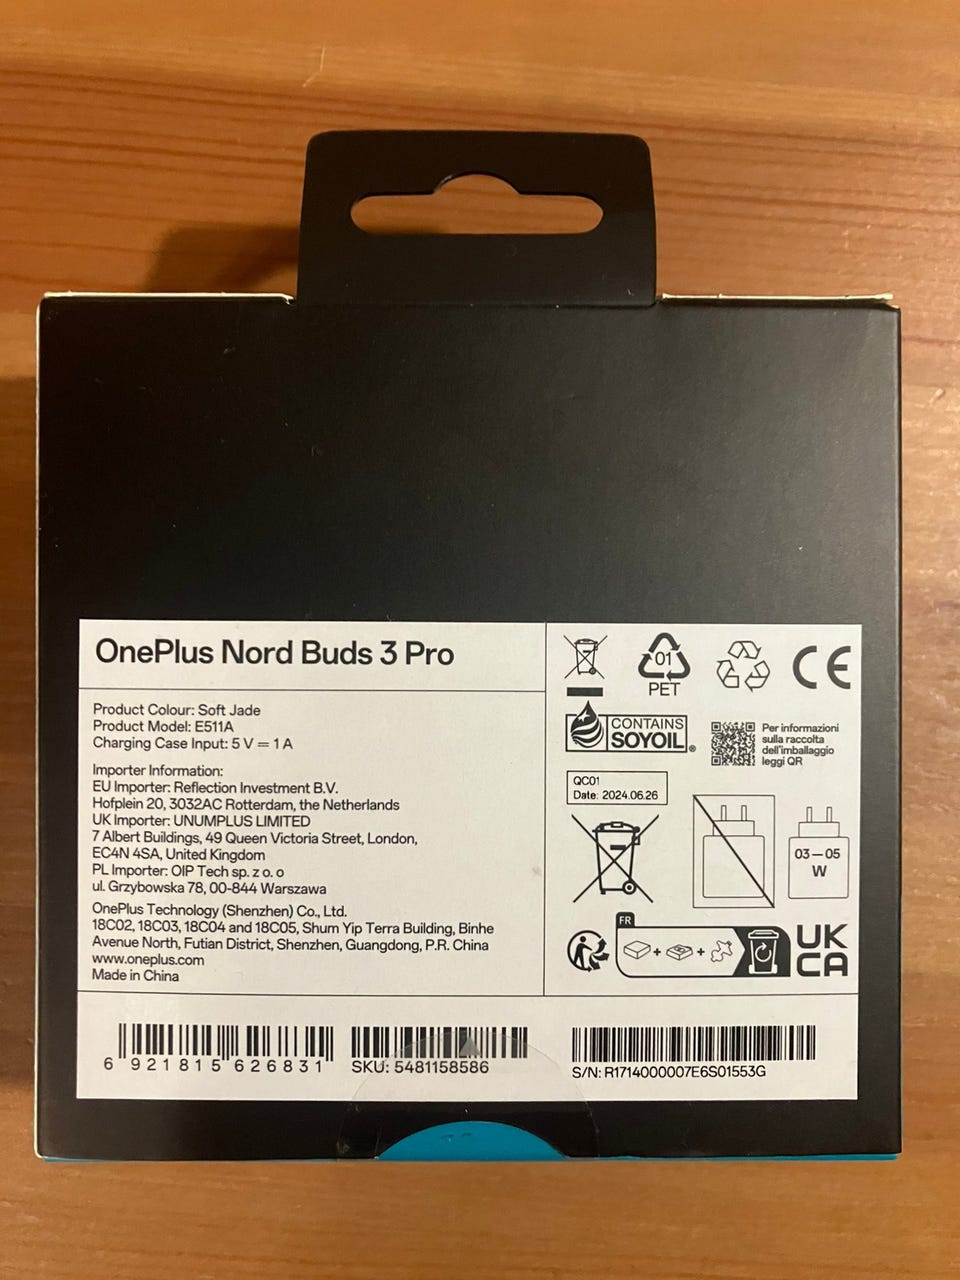 OnePlus Nord Buds 3 Pro
Product Colour: Soft Jade
Product Model: E511A
Charging Case Input: 5 V ⎓ 1 A
Importer Information:
EU Importer: Reflection Investment B.V.
Hofplein 20, 3032AC Rotterdam, the Netherlands
UK Importer: UNUMPLUS LIMITED
7 Albert Buildings, 49 Queen Victoria Street, London,
EC4N 4SA, United Kingdom
PL Importer: OIP Tech sp. z o. o
ul. Grzybowska 78, 00-844 Warszawa
OnePlus Technology (Shenzhen) Co., Ltd.
18C02, 18C03, 18C04 and 18C05, Shum Yip Terra Building, Binhe
Avenue North, Futian District, Shenzhen, Guangdong, P.R. China
www.oneplus.com
Made in China
01
PET
CE
CONTAINS
SOYOIL®
Per informazioni
sulla raccolta
dell'imballaggio
leggi QR
QC01
Date: 2024.06.26
03 – 05
W
FR
UK
CA
6 921815 626831
SKU: 5481158586
S/N: R1714000007E6S01553G